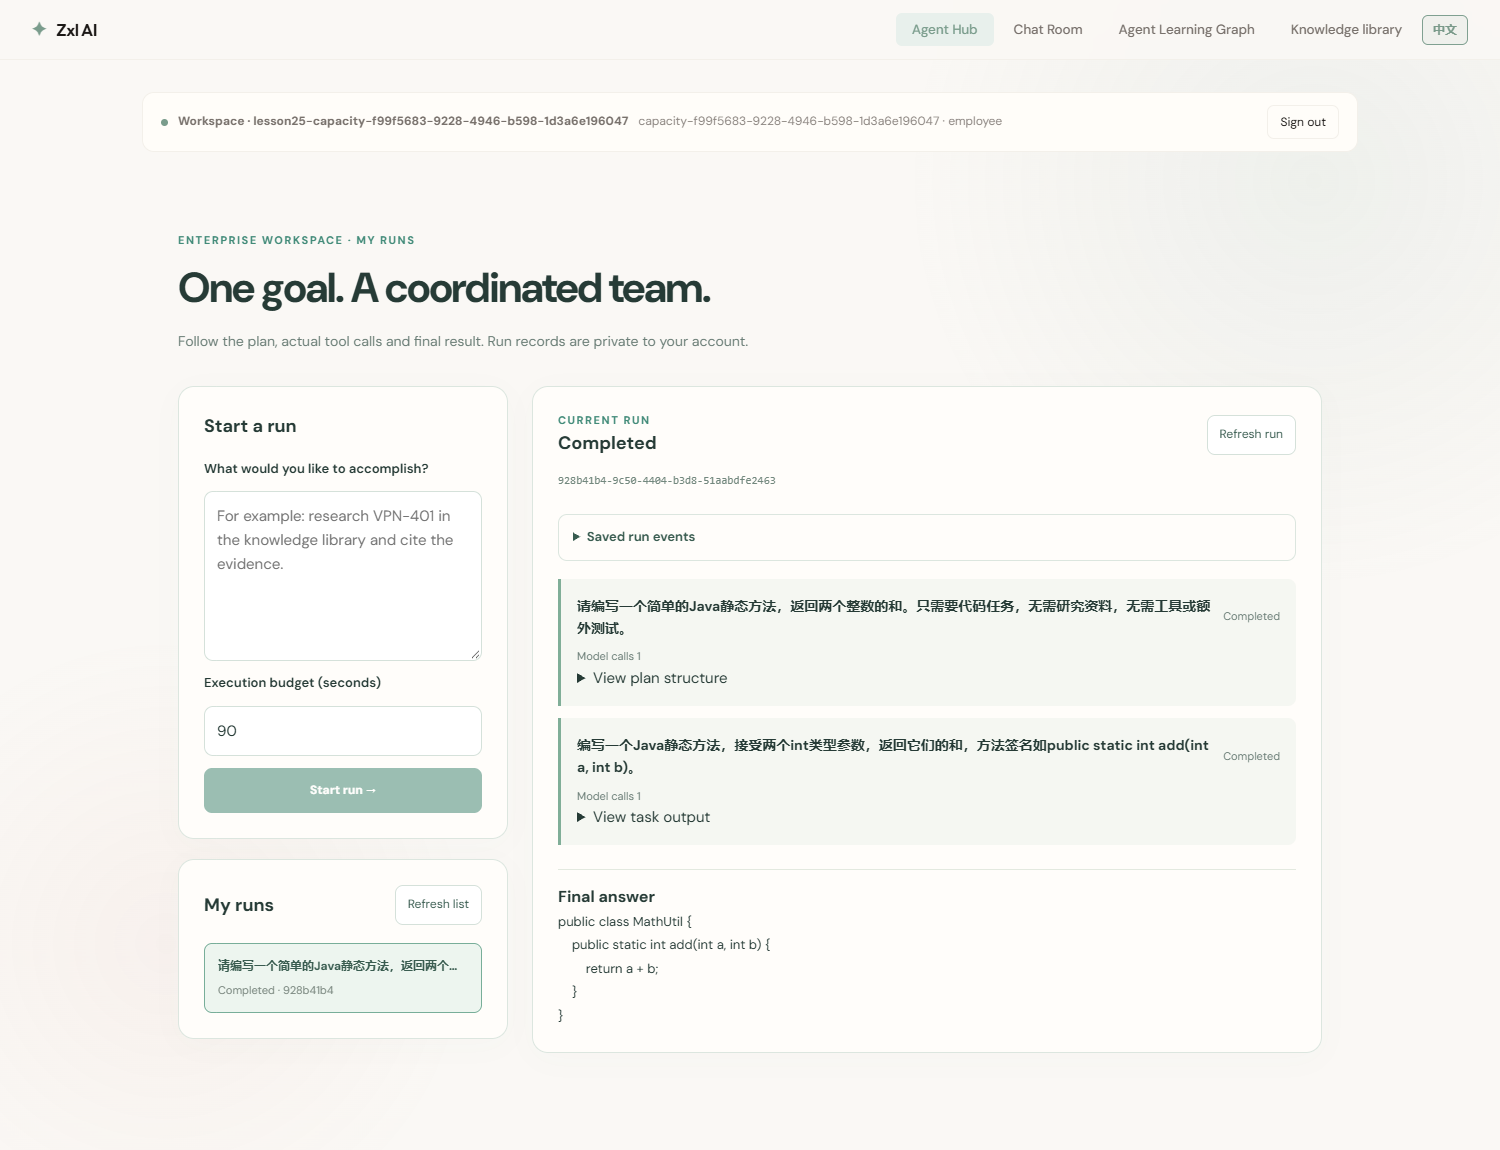 Zxl AI
Agent Hub
Chat Room
Agent Learning Graph
Knowledge library
中文
Workspace · lesson25-capacity-f99f5683-9228-4946-b598-1d3a6e196047
capacity-f99f5683-9228-4946-b598-1d3a6e196047 · employee
Sign out
ENTERPRISE WORKSPACE · MY RUNS
One goal. A coordinated team.
Follow the plan, actual tool calls and final result. Run records are private to your account.
Start a run
What would you like to accomplish?
For example: research VPN-401 in
the knowledge library and cite the
evidence.
Execution budget (seconds)
90
Start run →
My runs
Refresh list
请编写一个简单的Java静态方法，返回两个...
Completed · 928b41b4
CURRENT RUN
Completed
Refresh run
928b41b4-9c50-4404-b3d8-51aabdfe2463
Saved run events
请编写一个简单的Java静态方法，返回两个整数的和。只需要代码任务，无需研究资料，无需工具或额
外测试。
Completed
Model calls 1
View plan structure
编写一个Java静态方法，接受两个int类型参数，返回它们的和，方法签名如public static int add(int
a, int b)。
Completed
Model calls 1
View task output
Final answer
public class MathUtil {
    public static int add(int a, int b) {
        return a + b;
    }
}